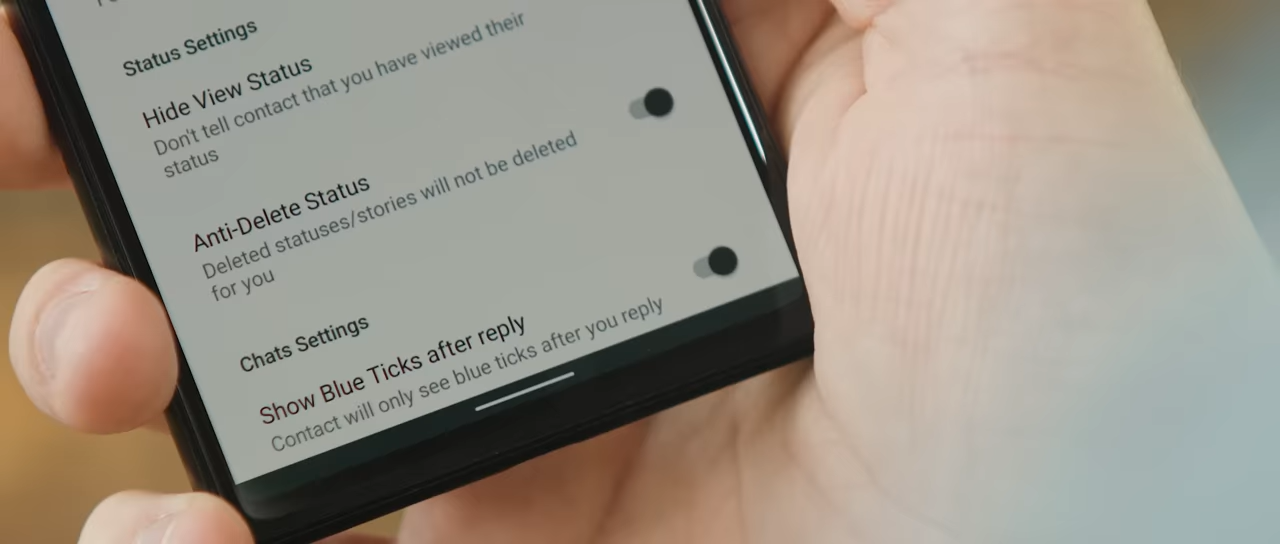 Status Settings
Hide View Status
Don't tell contact that you have viewed their
status
Anti-Delete Status
Deleted statuses/stories will not be deleted
for you
Chats Settings
Show Blue Ticks after reply
Contact will only see blue ticks after you reply